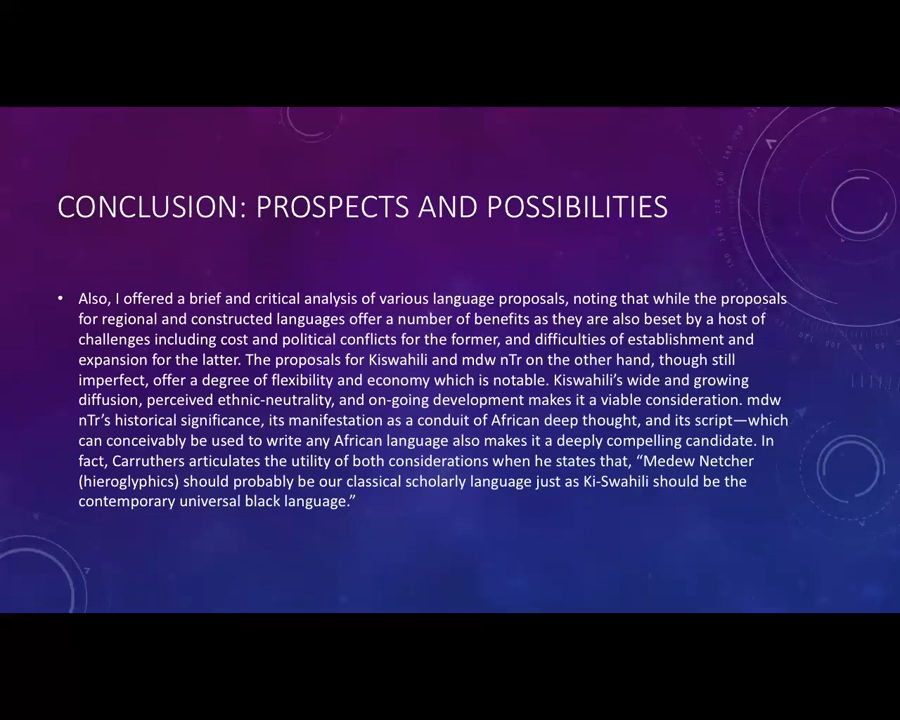 CONCLUSION: PROSPECTS AND POSSIBILITIES
• Also, I offered a brief and critical analysis of various language proposals, noting that while the proposals
for regional and constructed languages offer a number of benefits as they are also beset by a host of
challenges including cost and political conflicts for the former, and difficulties of establishment and
expansion for the latter. The proposals for Kiswahili and mdw nTr on the other hand, though still
imperfect, offer a degree of flexibility and economy which is notable. Kiswahili's wide and growing
diffusion, perceived ethnic-neutrality, and on-going development makes it a viable consideration. mdw
nTr's historical significance, its manifestation as a conduit of African deep thought, and its script—which
can conceivably be used to write any African language also makes it a deeply compelling candidate. In
fact, Carruthers articulates the utility of both considerations when he states that, “Medew Netcher
(hieroglyphics) should probably be our classical scholarly language just as Ki-Swahili should be the
contemporary universal black language.”